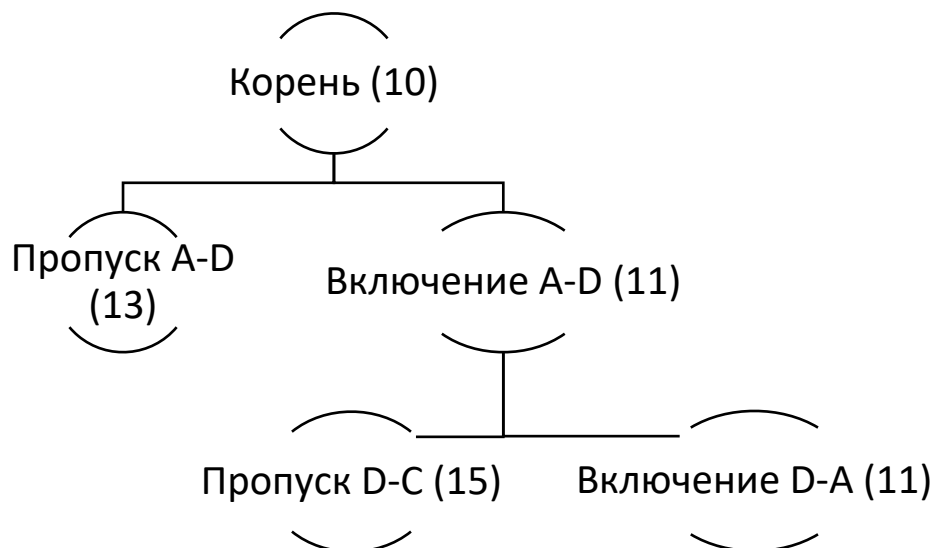 Корень (10)
Пропуск A-D
(13)
Включение A-D (11)
Пропуск D-C (15)
Включение D-A (11)